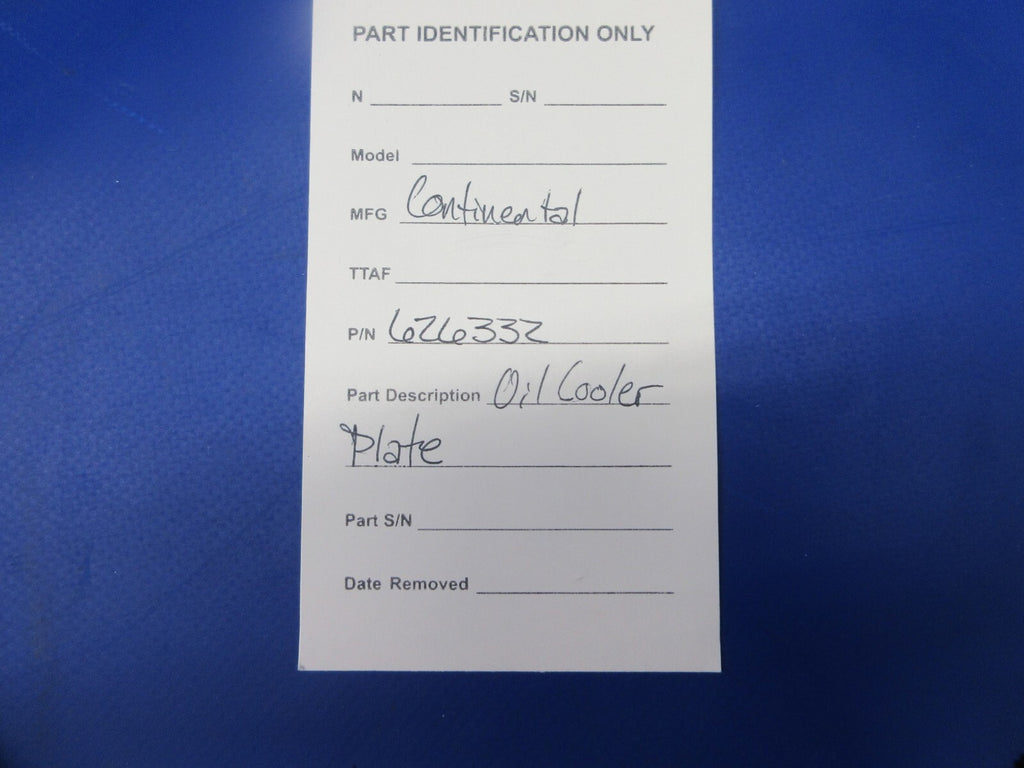 PART IDENTIFICATION ONLY
N S/N
Model
MFG Continental
TTAF
P/N 626332
Part Description Oil Cooler
Plate
Part S/N
Date Removed